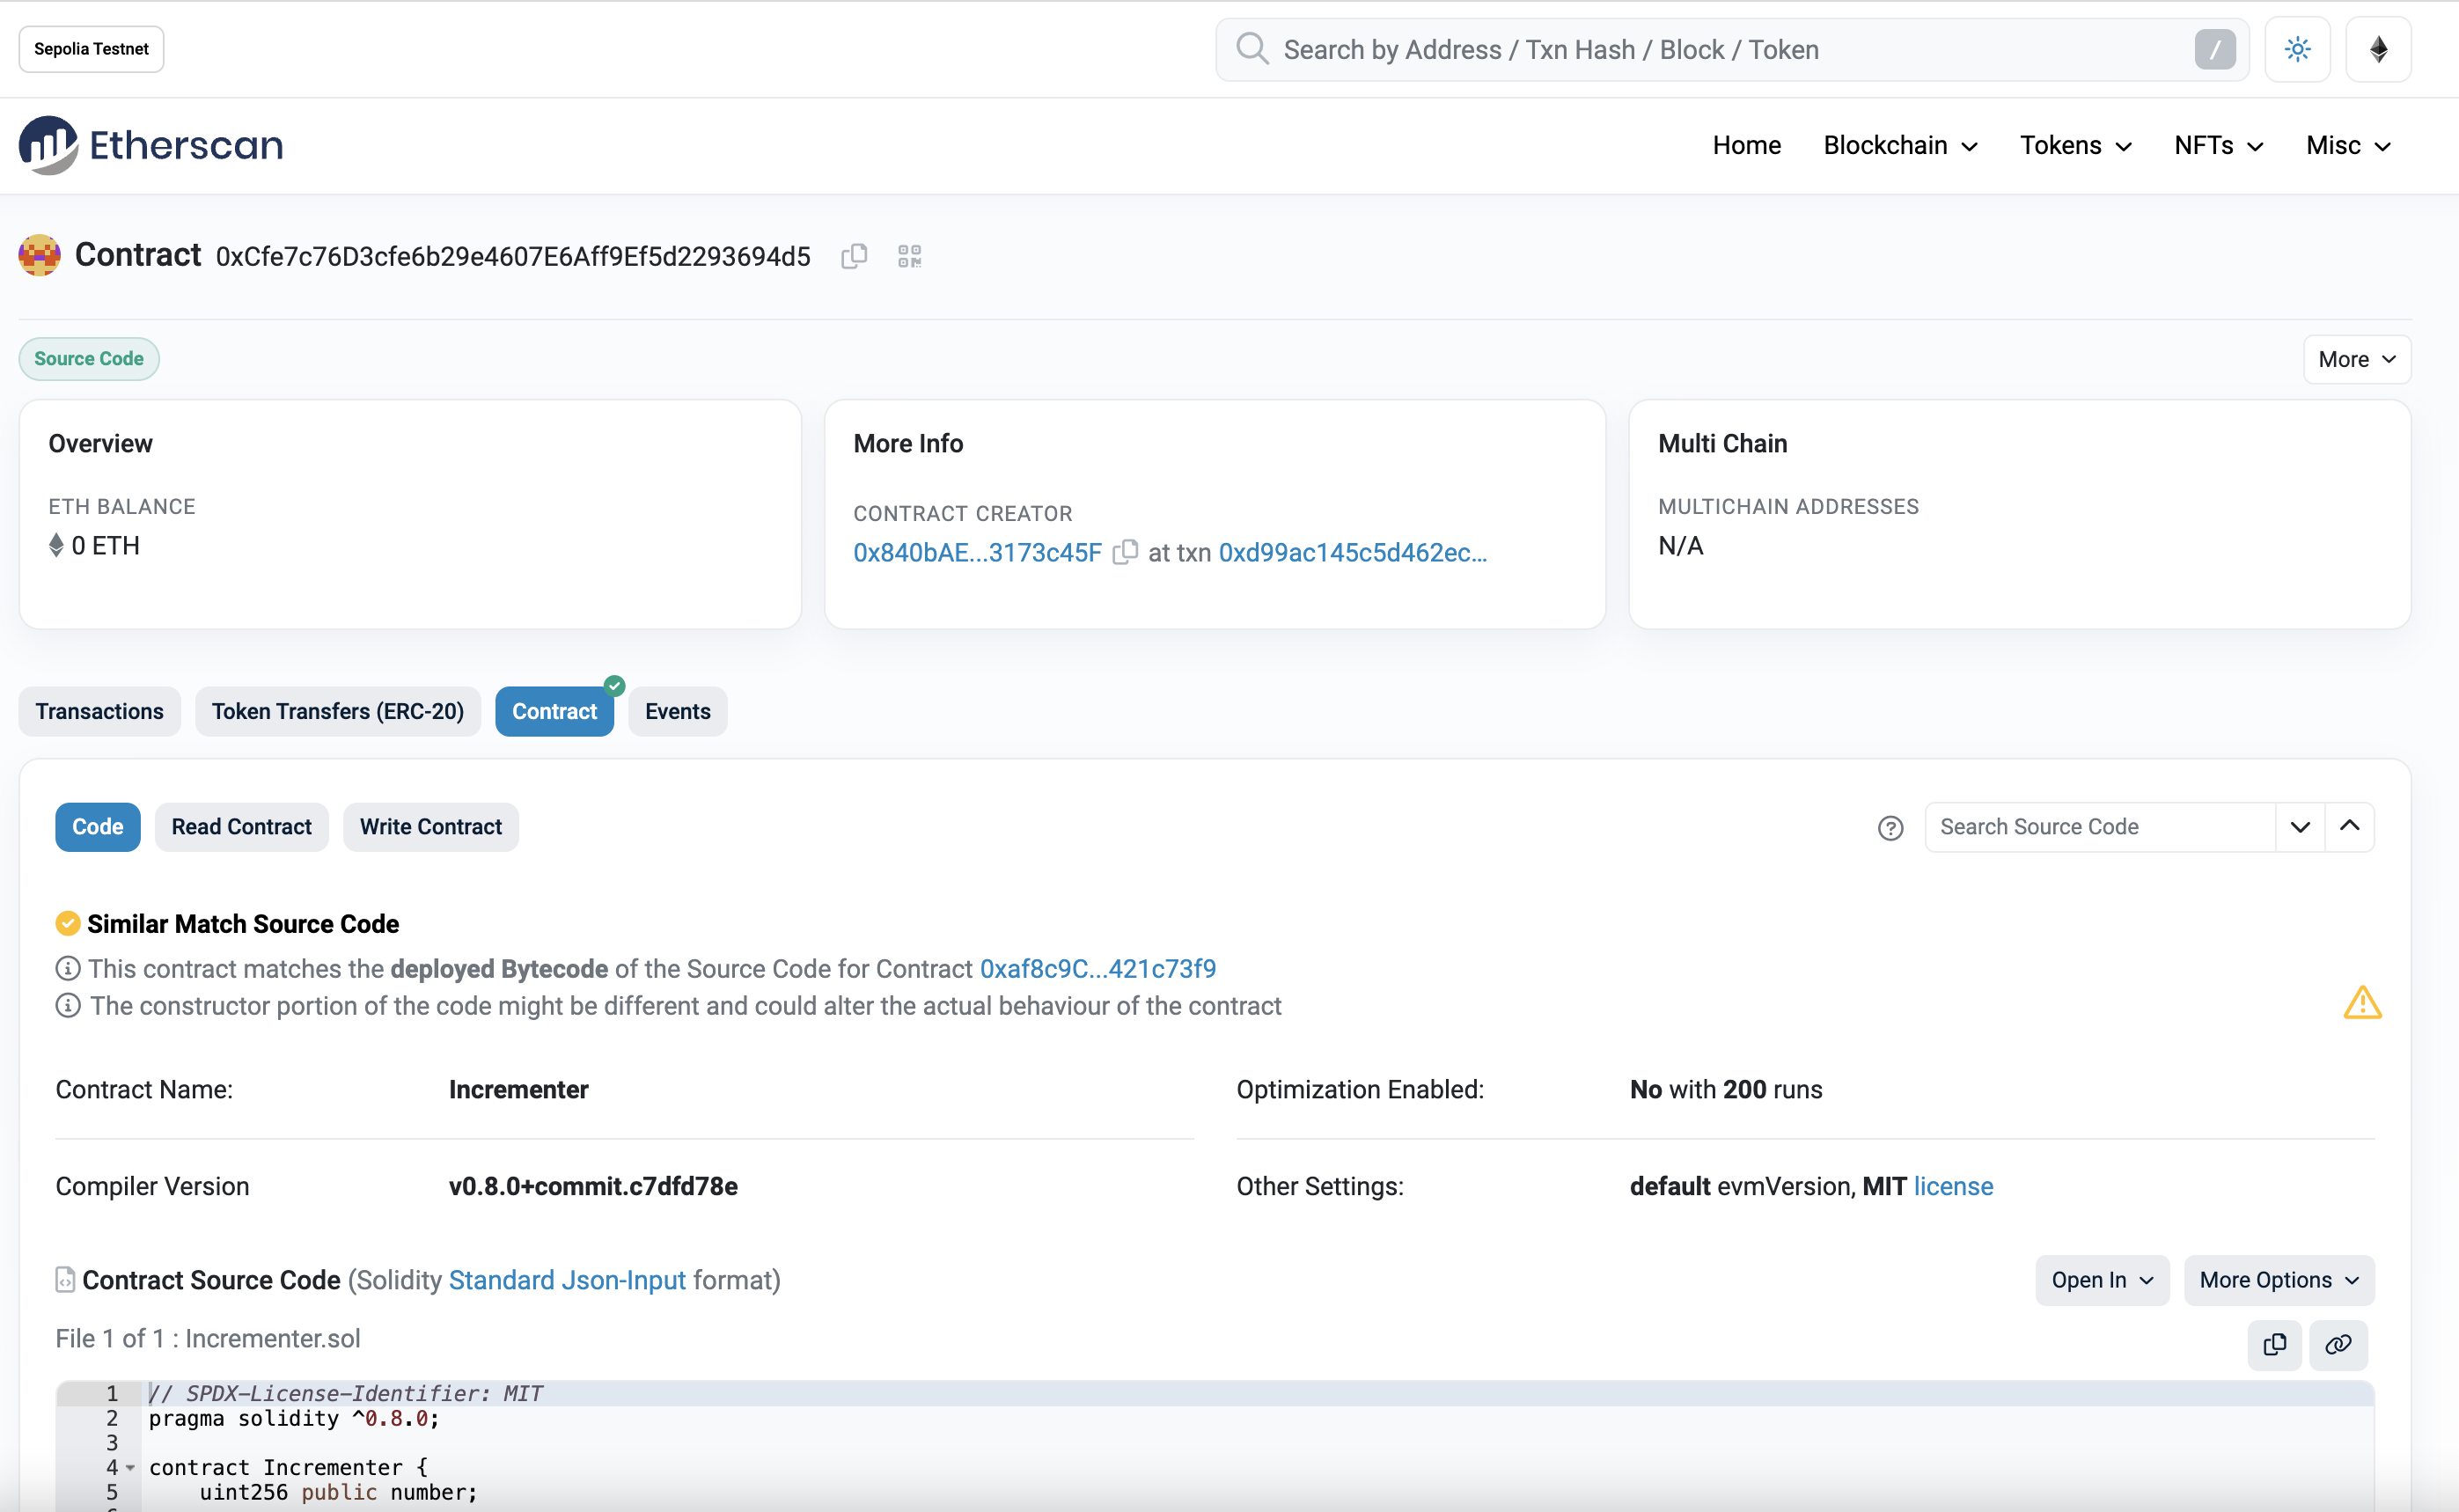 Sepolia Testnet
Search by Address / Txn Hash / Block / Token
/
Etherscan
Home Blockchain Tokens NFTs Misc
Contract 0xCfe7c76D3cfe6b29e4607E6Aff9Ef5d2293694d5
Source Code
More
Overview
ETH BALANCE
0 ETH
More Info
CONTRACT CREATOR
0x840bAE...3173c45F at txn 0xd99ac145c5d462ec...
Multi Chain
MULTICHAIN ADDRESSES
N/A
Transactions Token Transfers (ERC-20) Contract Events
Code Read Contract Write Contract
Search Source Code
Similar Match Source Code
This contract matches the deployed Bytecode of the Source Code for Contract 0xaf8c9C...421c73f9
The constructor portion of the code might be different and could alter the actual behaviour of the contract
Contract Name: Incrementer
Optimization Enabled: No with 200 runs
Compiler Version v0.8.0+commit.c7dfd78e
Other Settings: default evmVersion, MIT license
Contract Source Code (Solidity Standard Json-Input format)
Open In More Options
File 1 of 1 : Incrementer.sol
1 // SPDX-License-Identifier: MIT
2 pragma solidity ^0.8.0;
3
4 contract Incrementer {
5 uint256 public number;